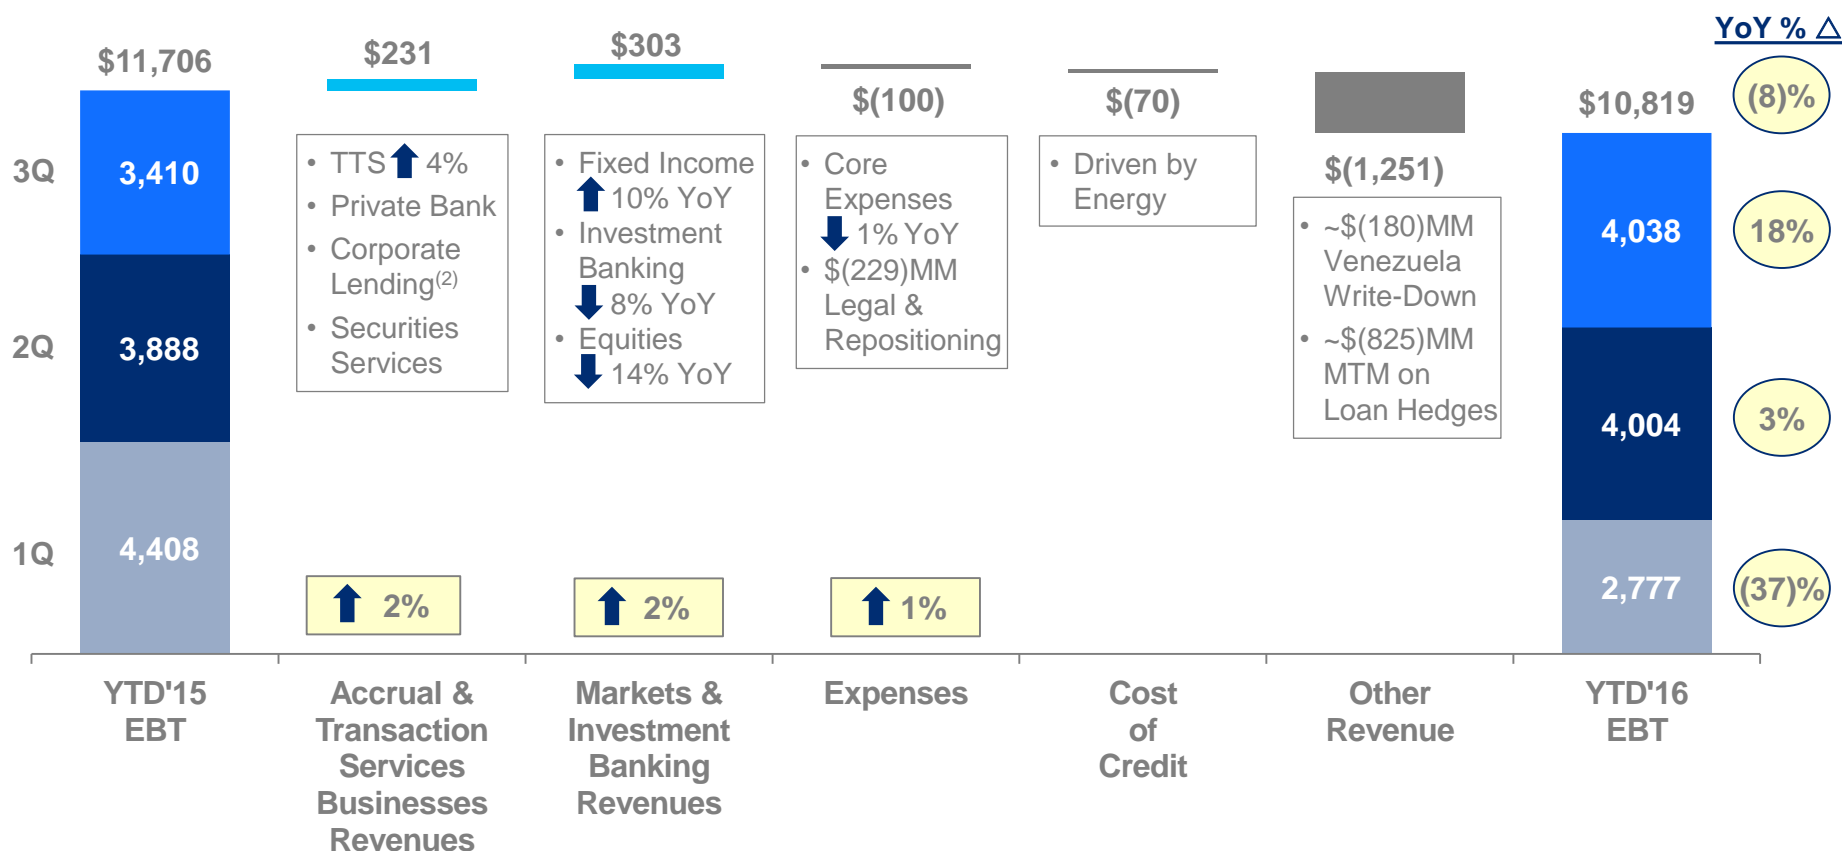 YoY % △
$11,706
$231
$303
$(100)
$(70)
$(1,251)
$10,819
(8)%
3Q
3,410
2Q
3,888
1Q
4,408
• TTS 4%
• Private Bank
• Corporate
Lending(2)
• Securities
Services
2%
• Fixed Income
10% YoY
• Investment
Banking
8% YoY
• Equities
14% YoY
2%
• Core
Expenses
1% YoY
• $(229)MM
Legal &
Repositioning
1%
• Driven by
Energy
• ~$(180)MM
Venezuela
Write-Down
• ~$(825)MM
MTM on
Loan Hedges
4,038
18%
4,004
3%
2,777
(37)%
YTD'15
EBT
Accrual &
Transaction
Services
Businesses
Revenues
Markets &
Investment
Banking
Revenues
Expenses
Cost
of
Credit
Other
Revenue
YTD'16
EBT